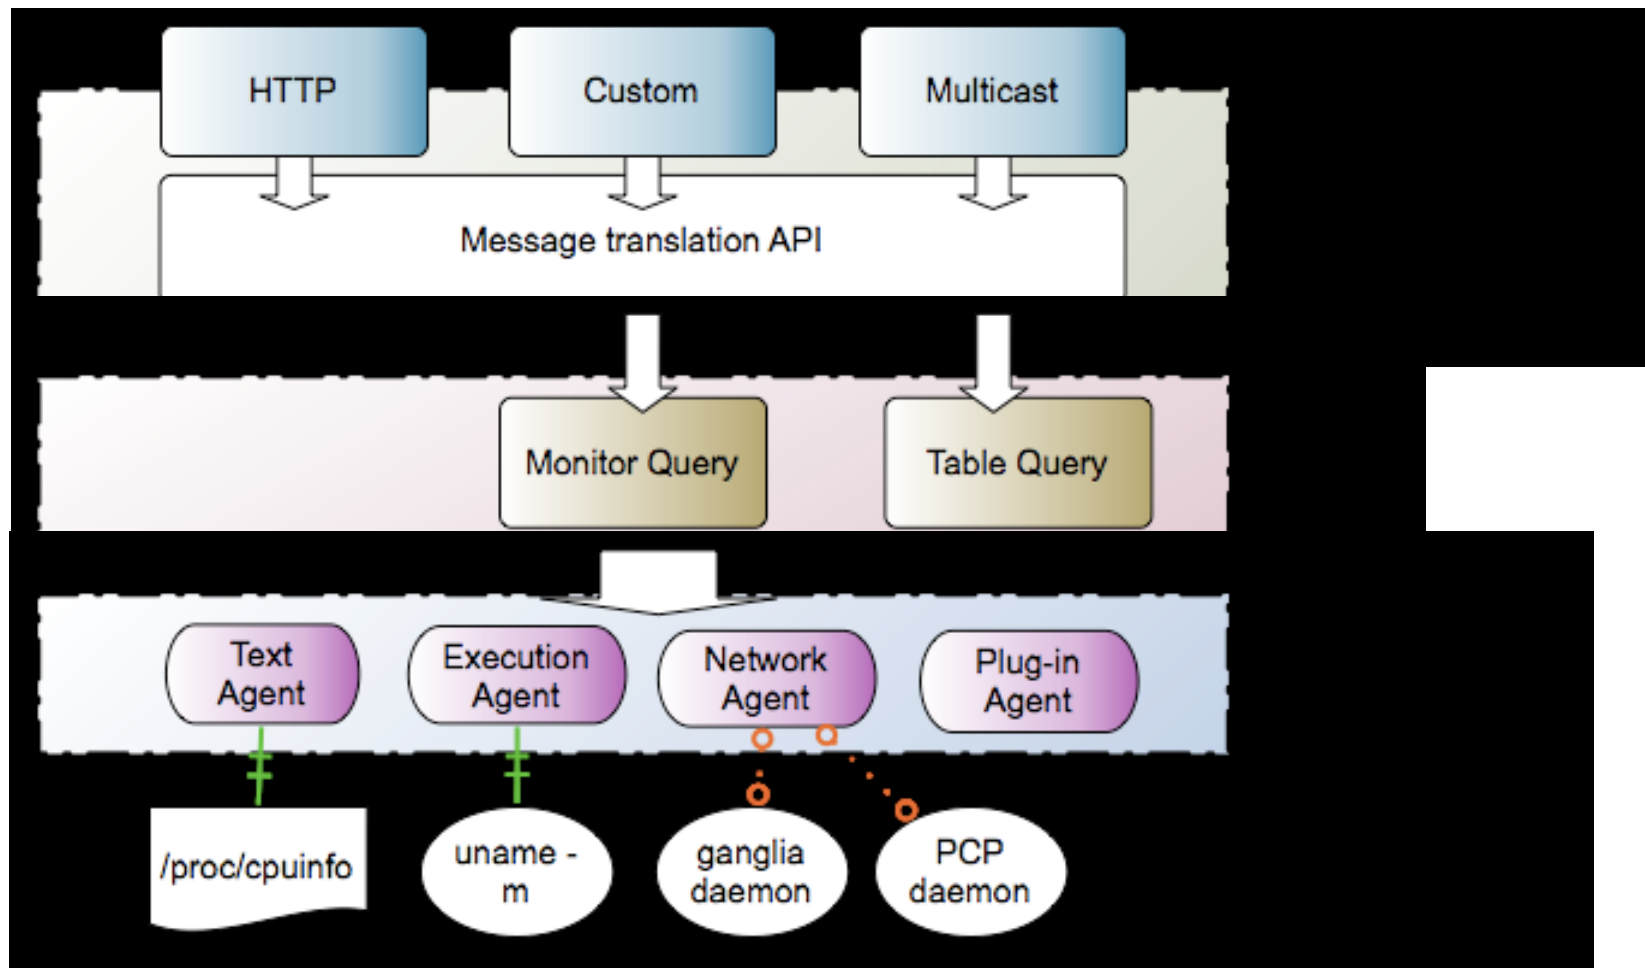 HTTP
Custom
Multicast
Message translation API
Monitor Query
Table Query
Text
Agent
Execution
Agent
Network
Agent
Plug-in
Agent
/proc/cpuinfo
uname -
m
ganglia
daemon
PCP
daemon